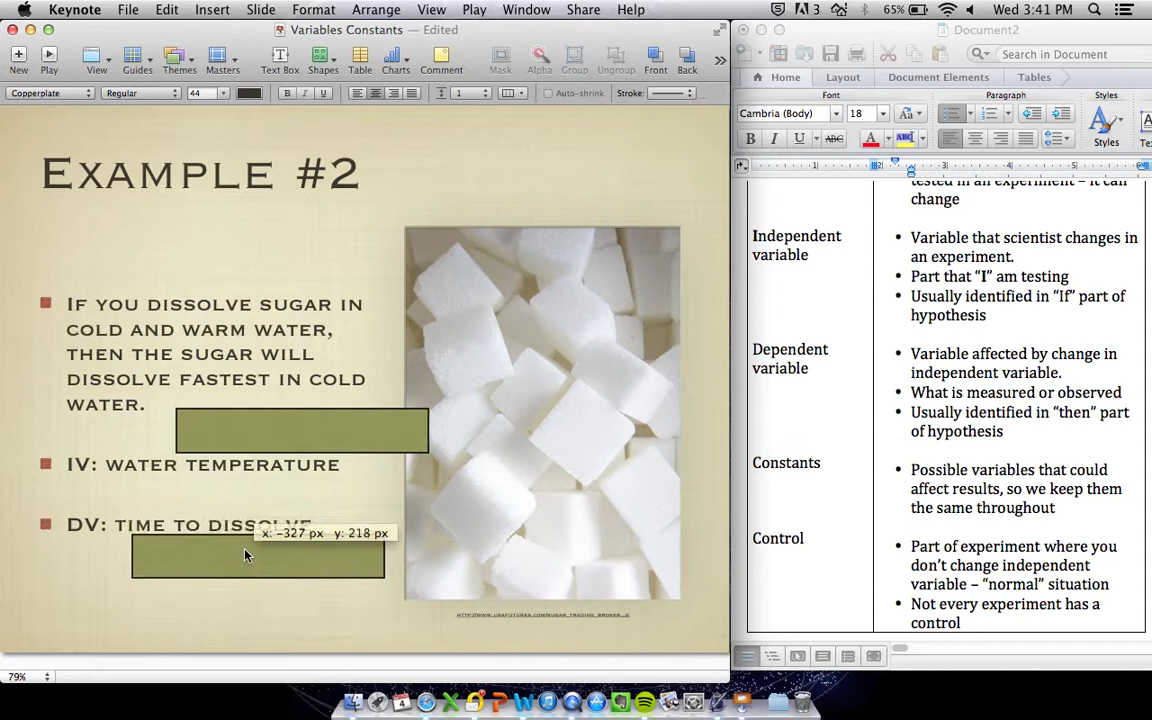 Keynote File Edit Insert Slide Format Arrange View Play Window Share Help 3 65% Wed 3:41 PM
Variables Constants — Edited
Document2
New Play View Guides Themes Masters Text Box Shapes Table Charts Comment Mask Alpha Group Ungroup Front Back
Search in Document
Home Layout Document Elements Tables
Copperplate Regular 44 B I U 1 Auto-shrink Stroke:
Font Paragraph Styles
Cambria (Body) 18 Aa
B I U ABC A ABC Styles
EXAMPLE #2
IF YOU DISSOLVE SUGAR IN
COLD AND WARM WATER,
THEN THE SUGAR WILL
DISSOLVE FASTEST IN COLD
WATER.
IV: WATER TEMPERATURE
DV: TIME TO DISSOLVE
x: -327 px y: 218 px
79%
tested in an experiment – it can
change
Independent
variable
• Variable that scientist changes in
an experiment.
• Part that "I" am testing
• Usually identified in "If" part of
hypothesis
Dependent
variable
• Variable affected by change in
independent variable.
• What is measured or observed
• Usually identified in "then" part
of hypothesis
Constants
• Possible variables that could
affect results, so we keep them
the same throughout
Control
• Part of experiment where you
don't change independent
variable – "normal" situation
• Not every experiment has a
control